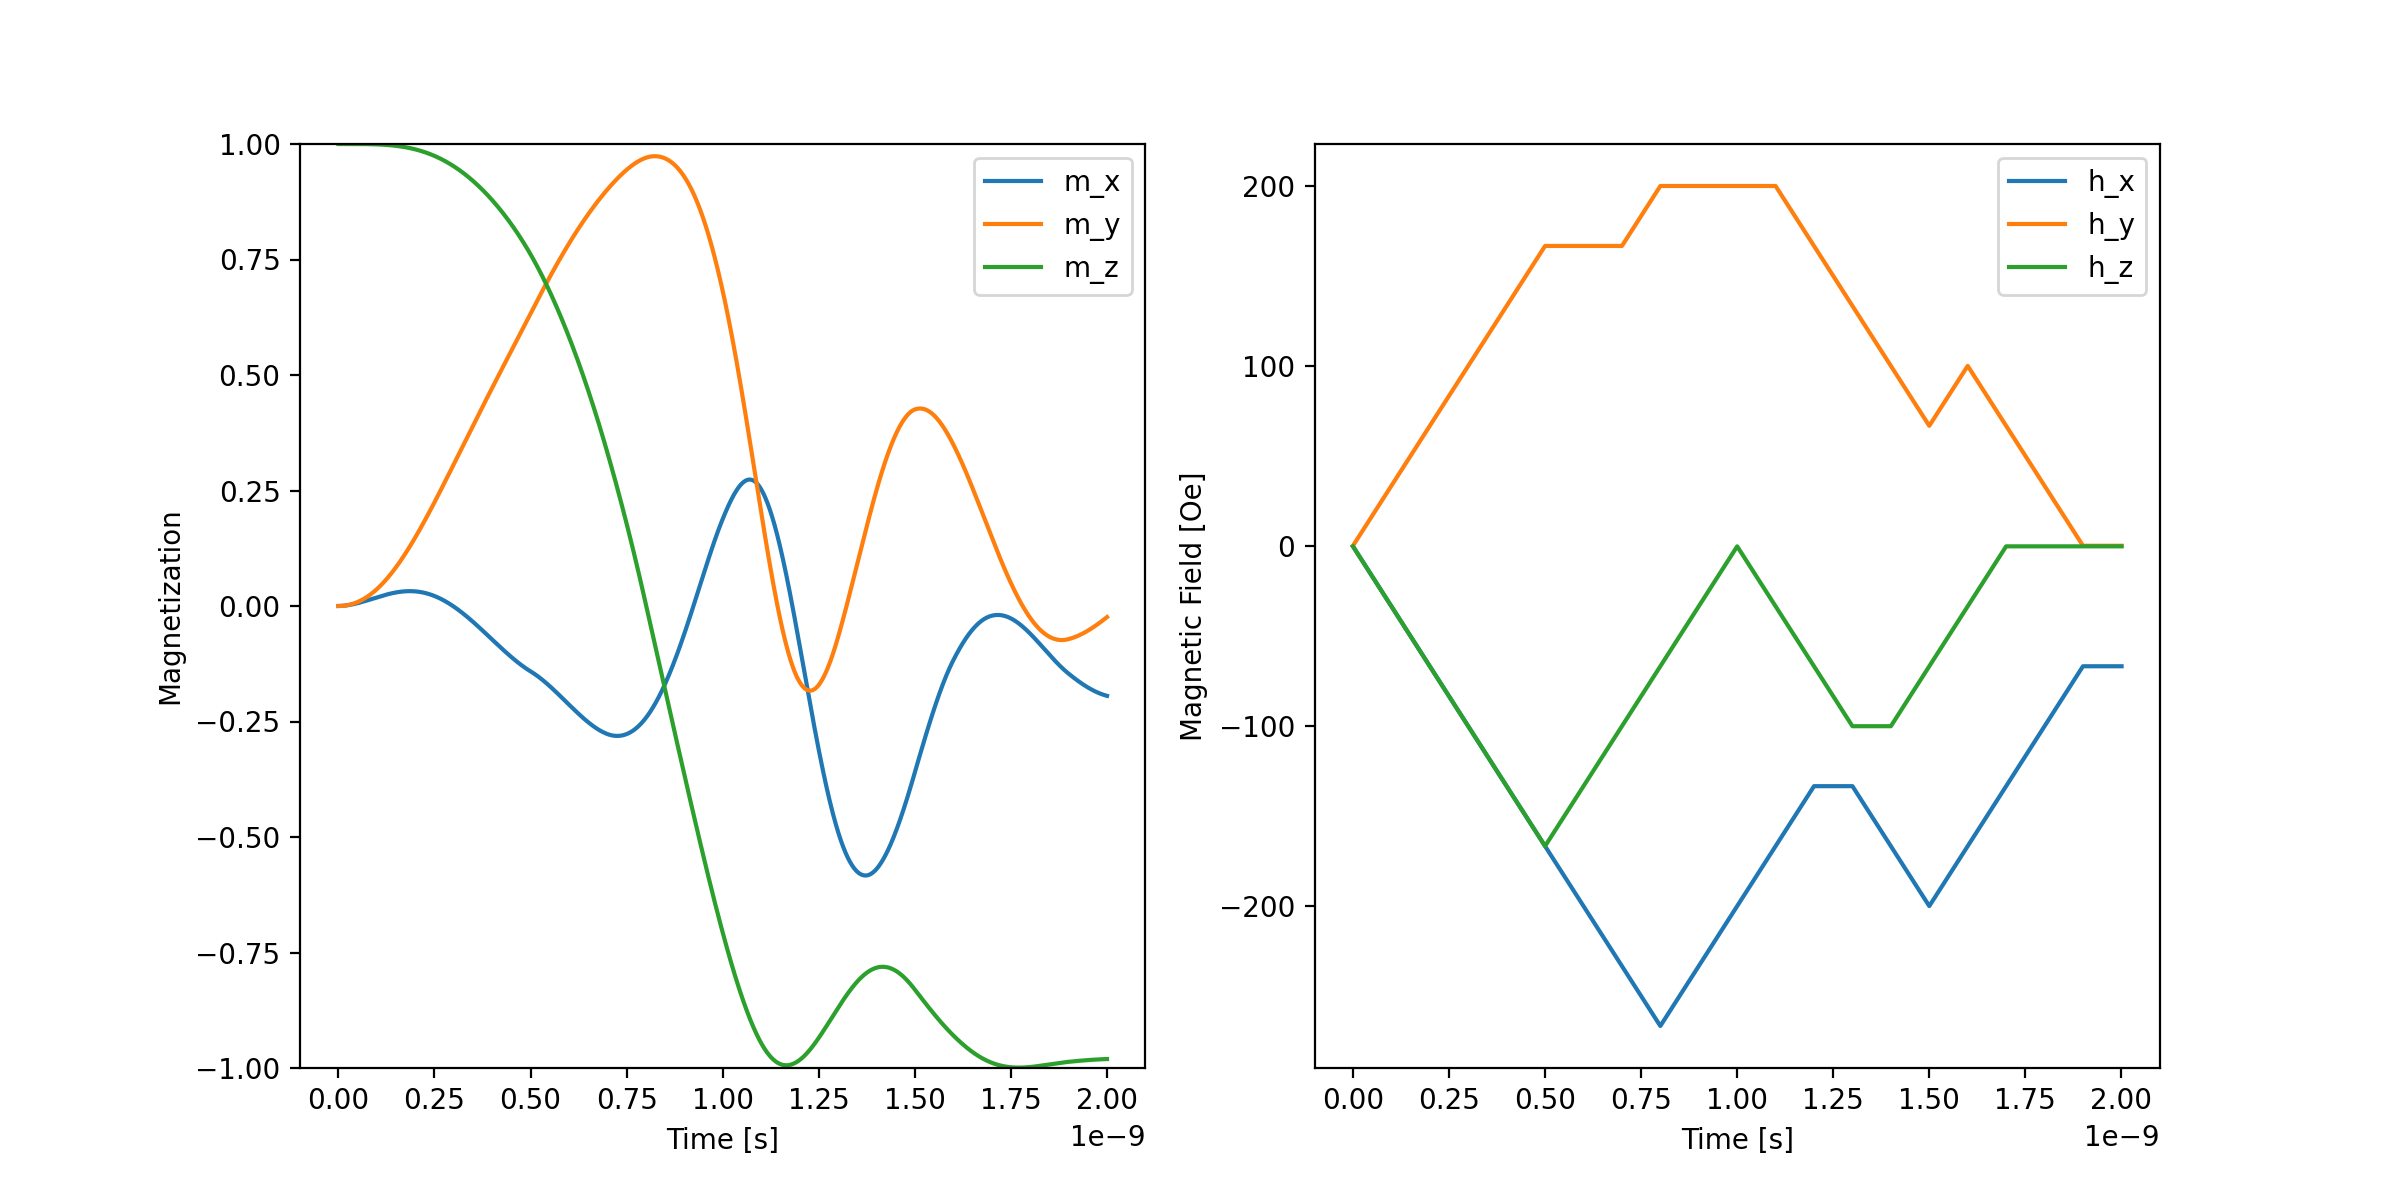 1.00
0.75
0.50
0.25
0.00
−0.25
−0.50
−0.75
−1.00
Magnetization
0.00 0.25 0.50 0.75 1.00 1.25 1.50 1.75 2.00
Time [s]
1e−9
m_x
m_y
m_z
200
100
0
−100
−200
Magnetic Field [Oe]
0.00 0.25 0.50 0.75 1.00 1.25 1.50 1.75 2.00
Time [s]
1e−9
h_x
h_y
h_z